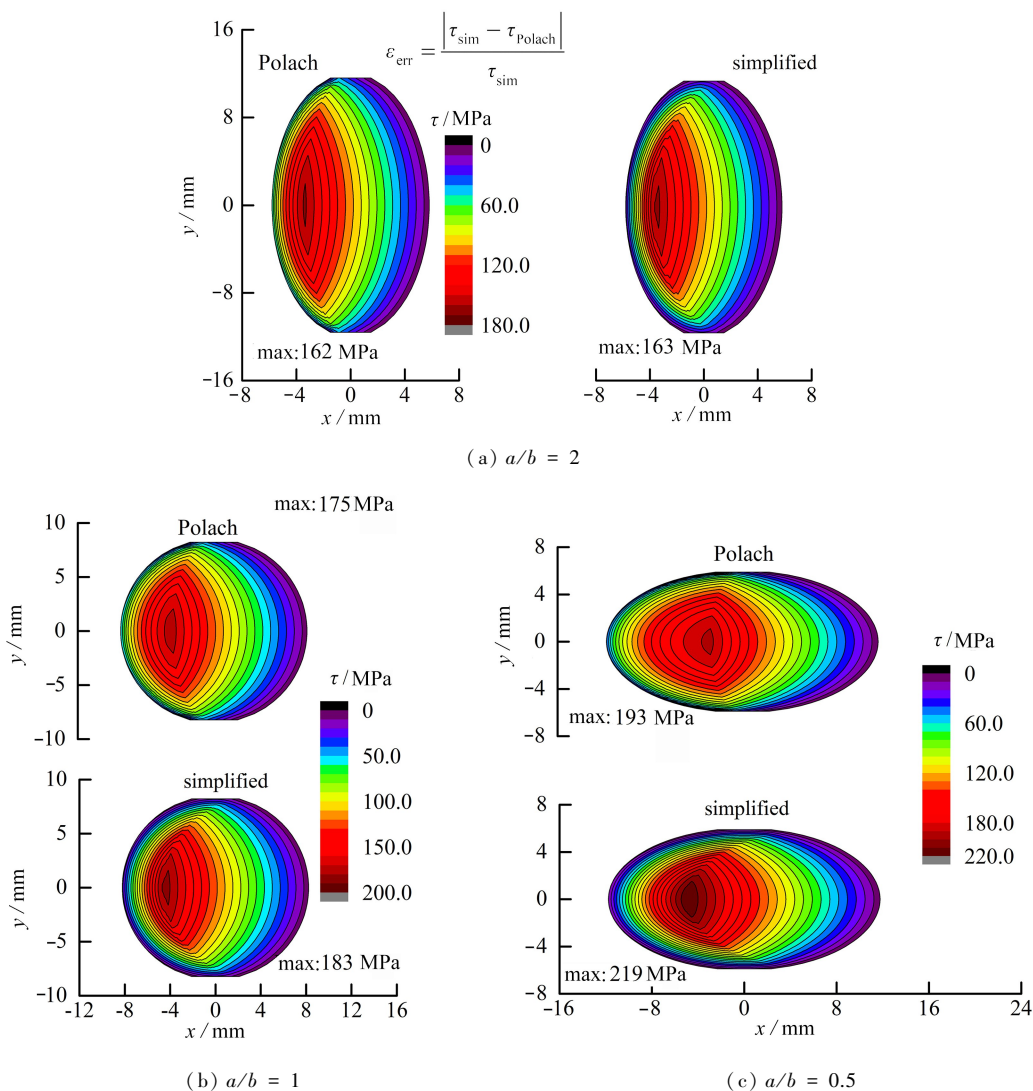 16
8
0
-8
-16
y / mm
Polach
ε_err = |τ_sim − τ_Polach| / τ_sim
simplified
τ / MPa
0
60.0
120.0
180.0
max:162 MPa
max:163 MPa
-8 -4 0 4 8
x / mm
-8 -4 0 4 8
x / mm
(a) a/b = 2
max:175MPa
10
5
0
-5
-10
y / mm
Polach
10
5
0
-5
-10
y / mm
simplified
τ / MPa
0
50.0
100.0
150.0
200.0
max:183 MPa
-12 -8 -4 0 4 8 12 16
x / mm
(b) a/b = 1
8
4
0
-4
-8
y / mm
Polach
max:193 MPa
τ / MPa
0
60.0
120.0
180.0
220.0
8
4
0
-4
-8
y / mm
simplified
max:219MPa
-16 -8 0 8 16 24
x / mm
(c) a/b = 0.5